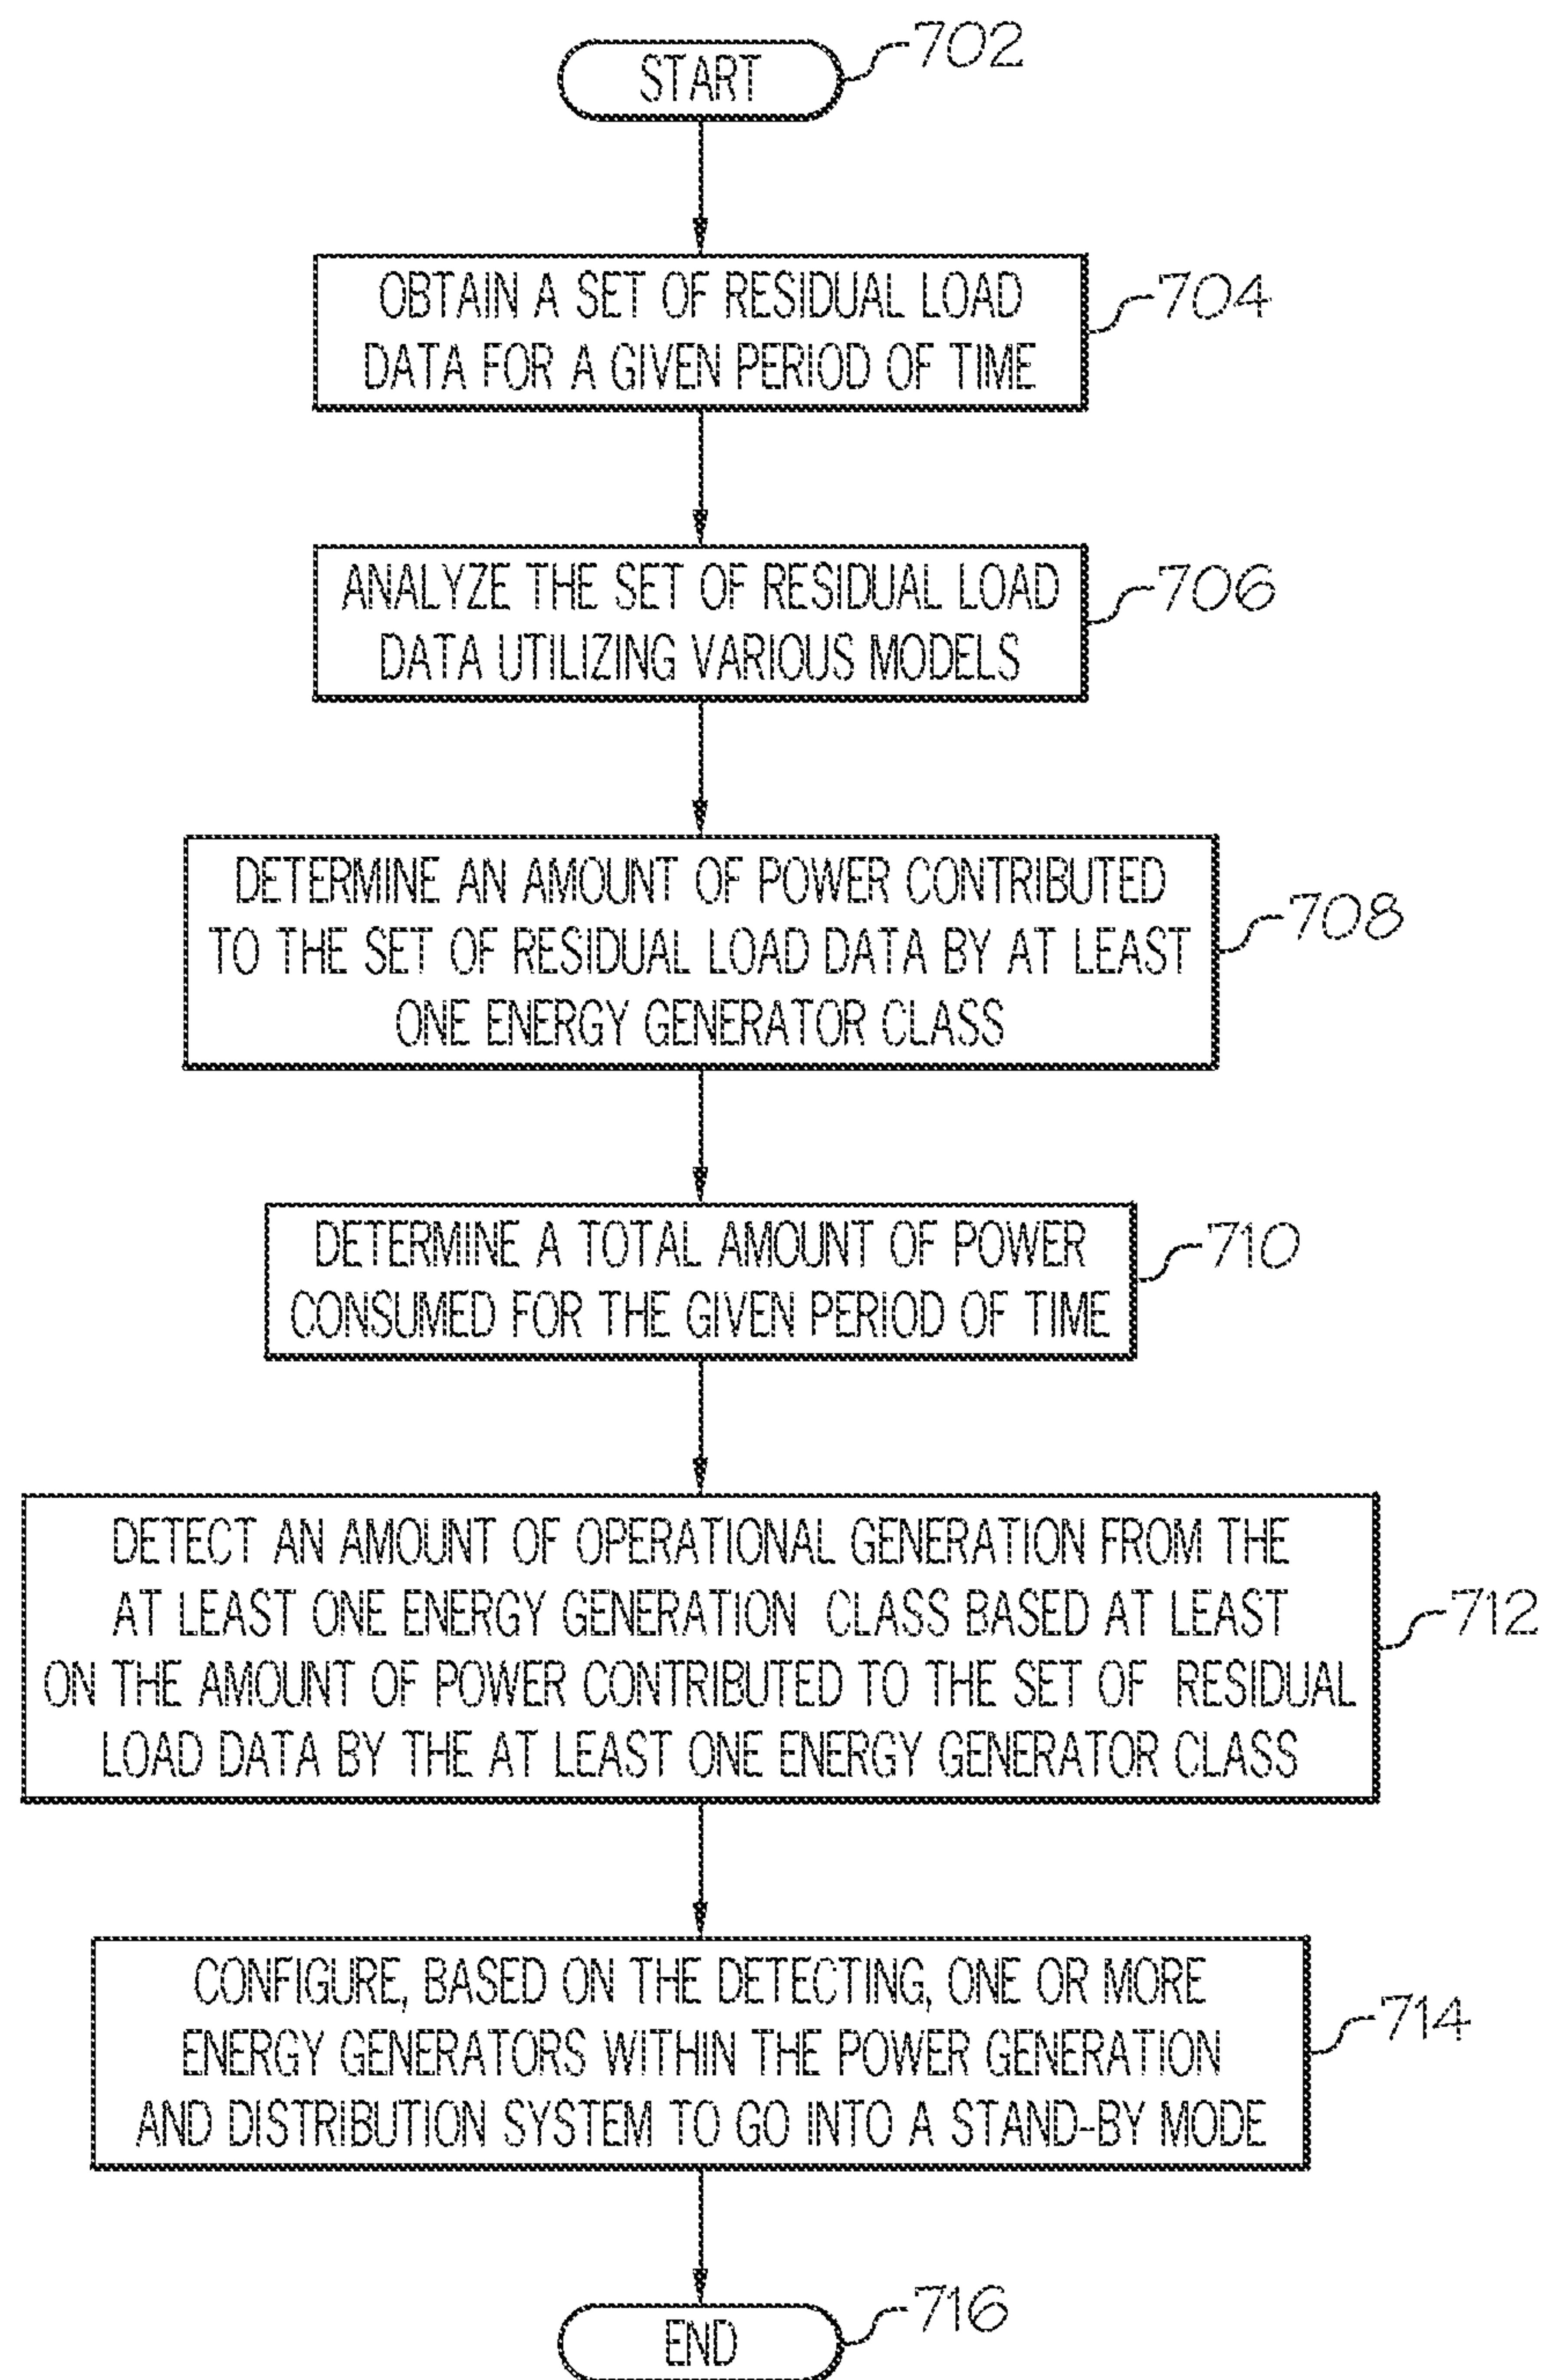 START
702
OBTAIN A SET OF RESIDUAL LOAD
DATA FOR A GIVEN PERIOD OF TIME
704
ANALYZE THE SET OF RESIDUAL LOAD
DATA UTILIZING VARIOUS MODELS
706
DETERMINE AN AMOUNT OF POWER CONTRIBUTED
TO THE SET OF RESIDUAL LOAD DATA BY AT LEAST
ONE ENERGY GENERATOR CLASS
708
DETERMINE A TOTAL AMOUNT OF POWER
CONSUMED FOR THE GIVEN PERIOD OF TIME
710
DETECT AN AMOUNT OF OPERATIONAL GENERATION FROM THE
AT LEAST ONE ENERGY GENERATION CLASS BASED AT LEAST
ON THE AMOUNT OF POWER CONTRIBUTED TO THE SET OF RESIDUAL
LOAD DATA BY THE AT LEAST ONE ENERGY GENERATOR CLASS
712
CONFIGURE, BASED ON THE DETECTING, ONE OR MORE
ENERGY GENERATORS WITHIN THE POWER GENERATION
AND DISTRIBUTION SYSTEM TO GO INTO A STAND-BY MODE
714
END
716